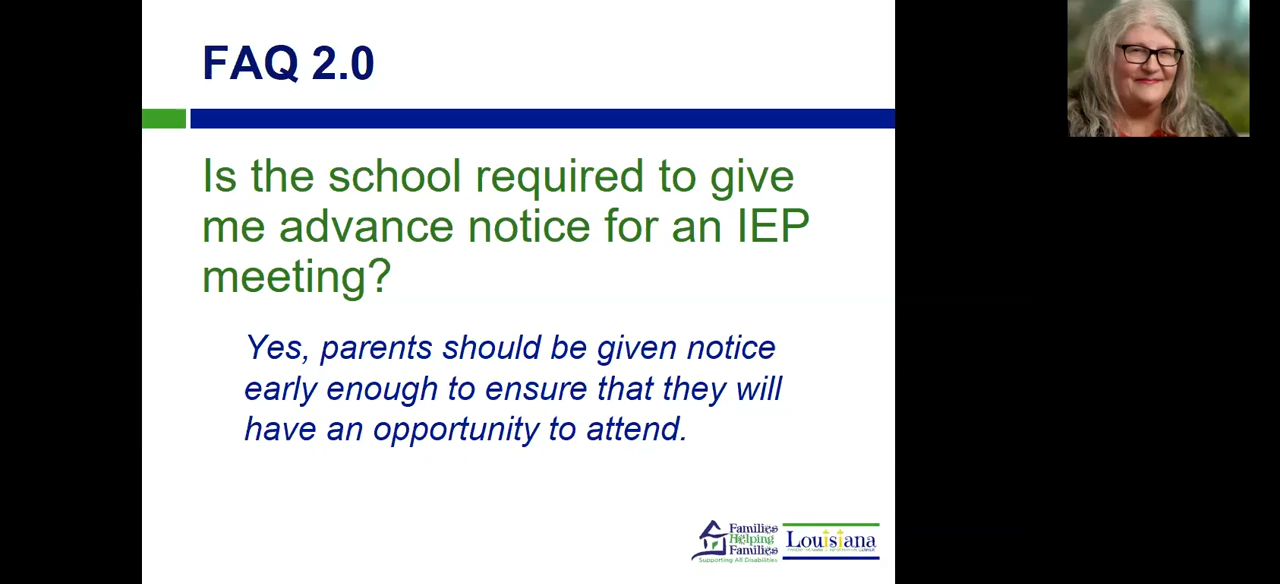 FAQ 2.0
Is the school required to give
me advance notice for an IEP
meeting?
Yes, parents should be given notice
early enough to ensure that they will
have an opportunity to attend.
Families
Helping
Families
Supporting All Disabilities
Louisiana